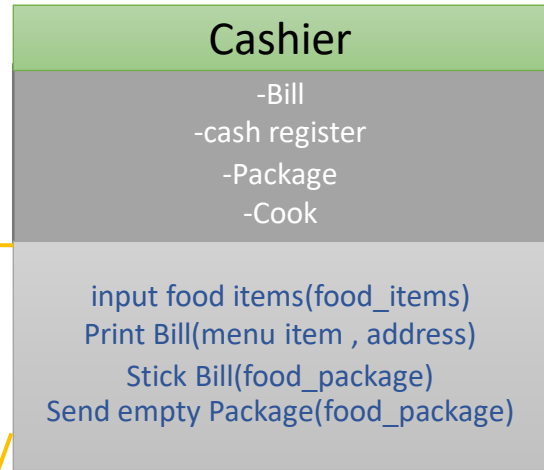 Cashier
-Bill
-cash register
-Package
-Cook
input food items(food_items)
Print Bill(menu item , address)
Stick Bill(food_package)
Send empty Package(food_package)